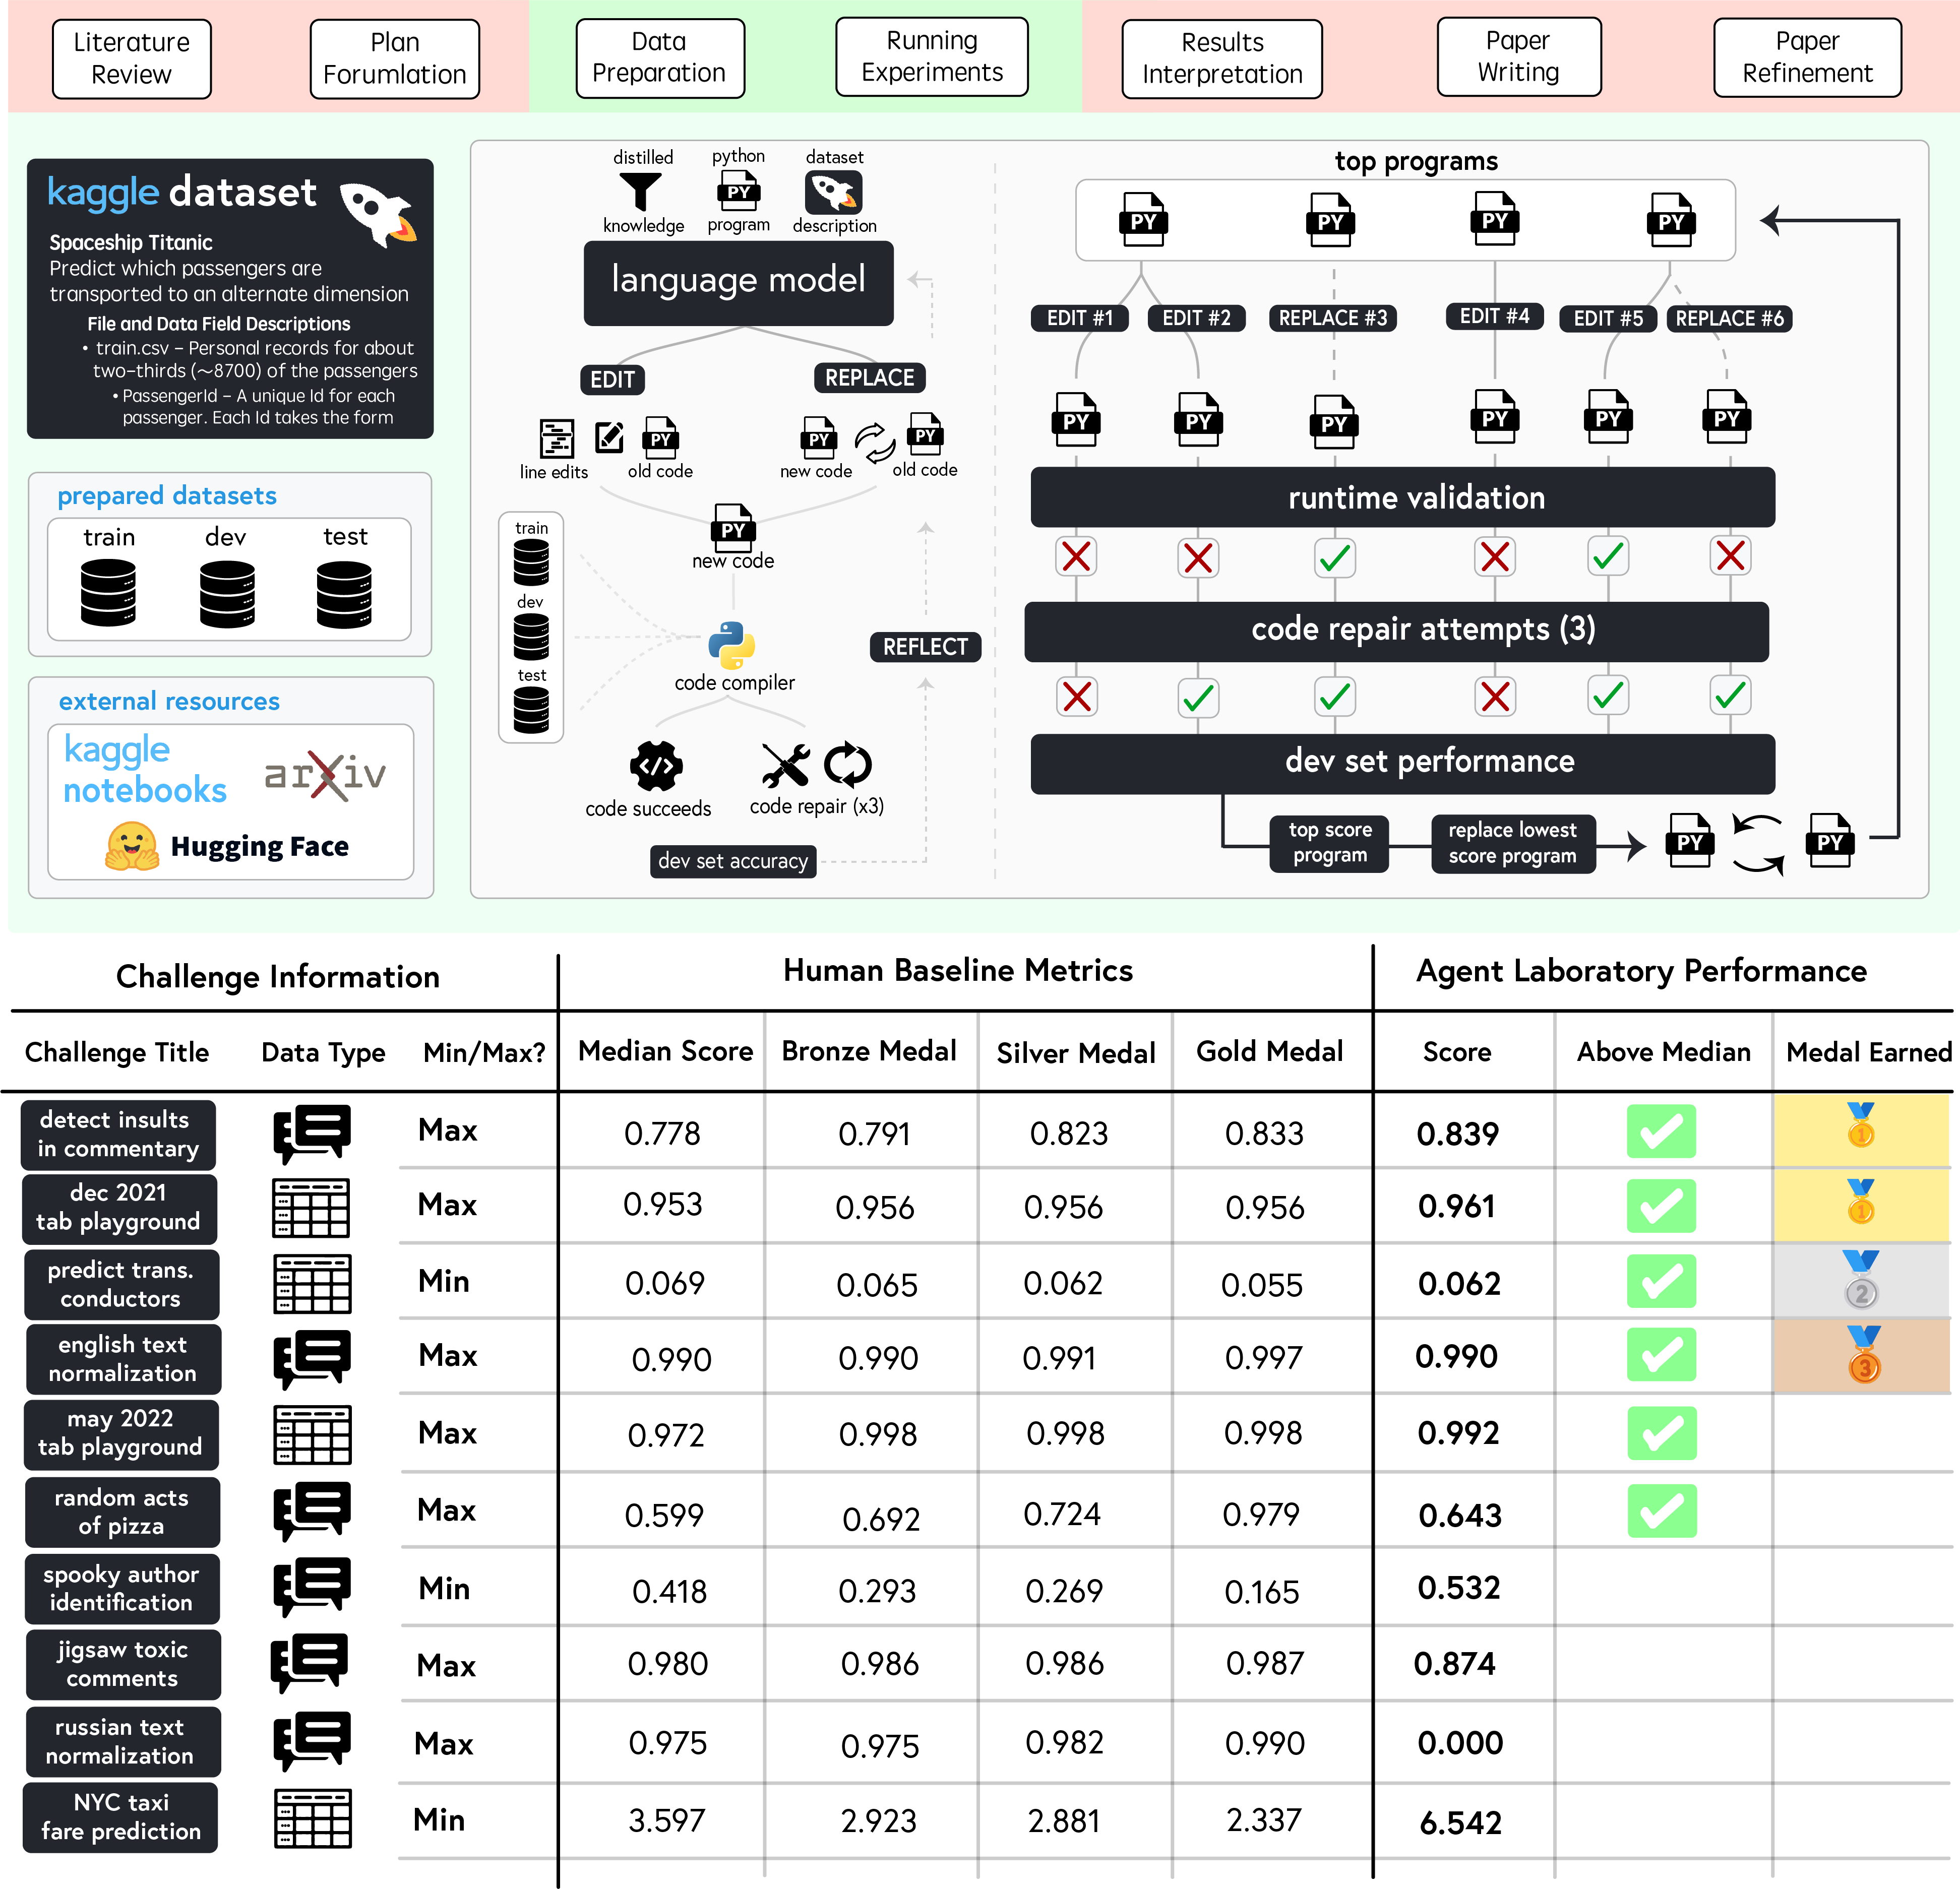 Literature
Review
Plan
Forumlation
Data
Preparation
Running
Experiments
Results
Interpretation
Paper
Writing
Paper
Refinement
kaggle dataset
Spaceship Titanic
Predict which passengers are
transported to an alternate dimension
File and Data Field Descriptions
• train.csv – Personal records for about
two-thirds (~8700) of the passengers
• PassengerId – A unique Id for each
passenger. Each Id takes the form
prepared datasets
train dev test
external resources
kaggle
notebooks
arXiv
Hugging Face
distilled
knowledge
python
PY
program
dataset
description
language model
EDIT
REPLACE
line edits
PY
old code
PY
new code
PY
old code
PY
new code
train
dev
test
code compiler
REFLECT
</>
code succeeds
code repair (x3)
dev set accuracy
top programs
PY PY PY PY
EDIT #1 EDIT #2 REPLACE #3 EDIT #4 EDIT #5 REPLACE #6
PY PY PY PY PY PY
runtime validation
code repair attempts (3)
dev set performance
top score
program
replace lowest
score program
PY PY
Challenge Information Human Baseline Metrics Agent Laboratory Performance
Challenge Title Data Type Min/Max? Median Score Bronze Medal Silver Medal Gold Medal Score Above Median Medal Earned
detect insults
in commentary
Max 0.778 0.791 0.823 0.833 0.839 1
dec 2021
tab playground
Max 0.953 0.956 0.956 0.956 0.961 1
predict trans.
conductors
Min 0.069 0.065 0.062 0.055 0.062 2
english text
normalization
Max 0.990 0.990 0.991 0.997 0.990 3
may 2022
tab playground
Max 0.972 0.998 0.998 0.998 0.992
random acts
of pizza
Max 0.599 0.692 0.724 0.979 0.643
spooky author
identification
Min 0.418 0.293 0.269 0.165 0.532
jigsaw toxic
comments
Max 0.980 0.986 0.986 0.987 0.874
russian text
normalization
Max 0.975 0.975 0.982 0.990 0.000
NYC taxi
fare prediction
Min 3.597 2.923 2.881 2.337 6.542